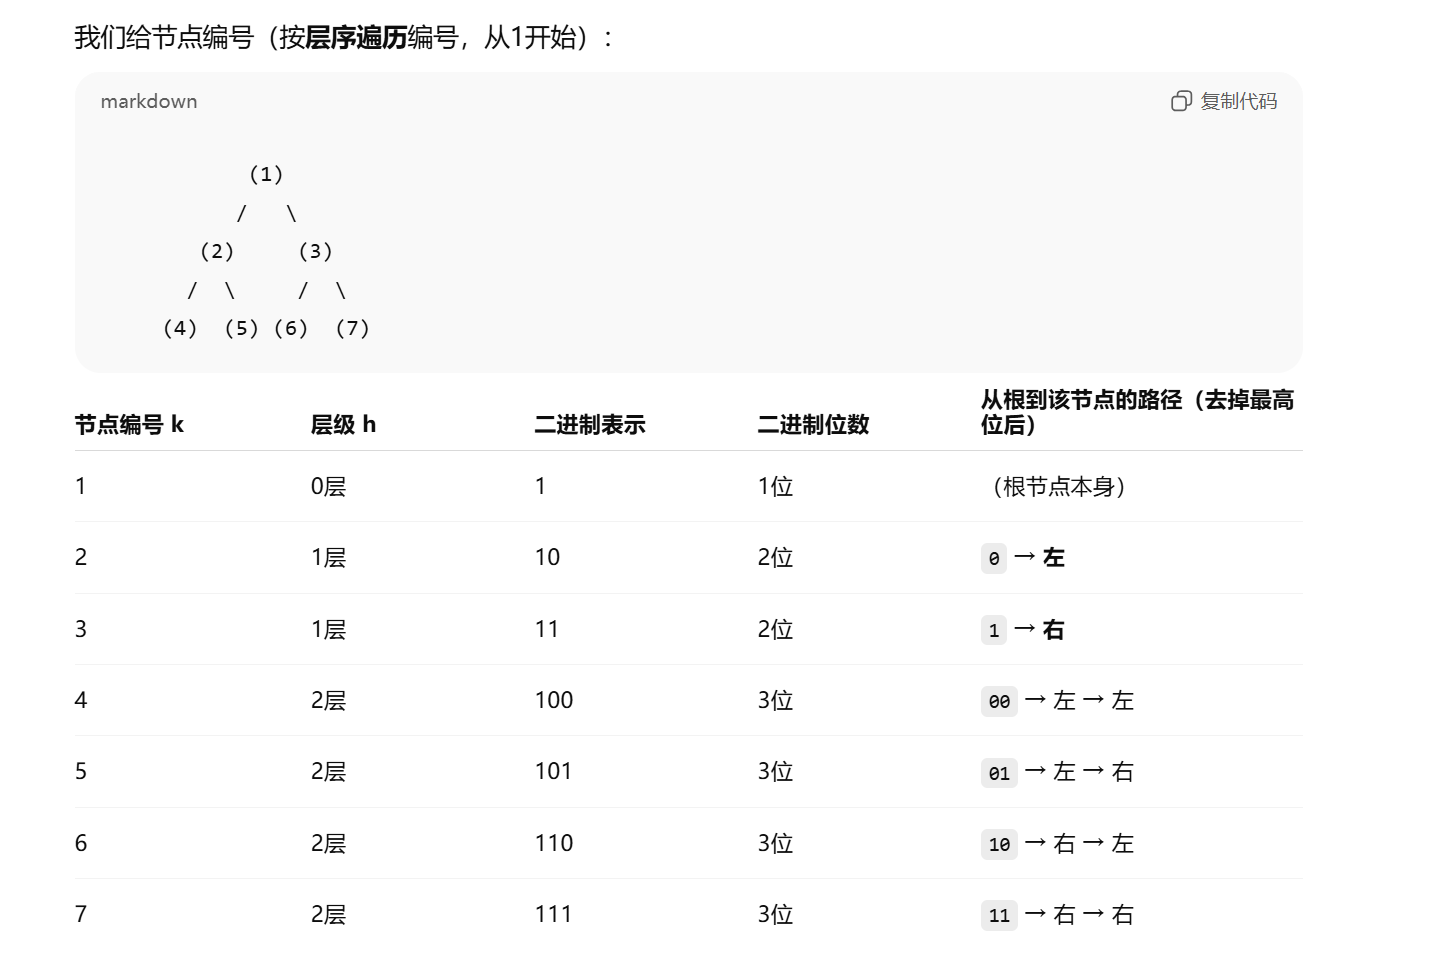 我们给节点编号（按层序遍历编号，从1开始）：
markdown
复制代码
(1)
/ \
(2) (3)
/ \ / \
(4) (5) (6) (7)
节点编号 k 层级 h 二进制表示 二进制位数 从根到该节点的路径（去掉最高位后）
1 0层 1 1位 （根节点本身）
2 1层 10 2位 0 → 左
3 1层 11 2位 1 → 右
4 2层 100 3位 00 → 左 → 左
5 2层 101 3位 01 → 左 → 右
6 2层 110 3位 10 → 右 → 左
7 2层 111 3位 11 → 右 → 右